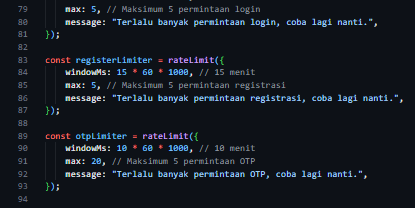 79 max: 5, // Maksimum 5 permintaan login
80 message: "Terlalu banyak permintaan login, coba lagi nanti.",
81 });
82
83 const registerLimiter = rateLimit({
84 windowMs: 15 * 60 * 1000, // 15 menit
85 max: 5, // Maksimum 5 permintaan registrasi
86 message: "Terlalu banyak permintaan registrasi, coba lagi nanti.",
87 });
88
89 const otpLimiter = rateLimit({
90 windowMs: 10 * 60 * 1000, // 10 menit
91 max: 20, // Maksimum 5 permintaan OTP
92 message: "Terlalu banyak permintaan OTP, coba lagi nanti.",
93 });
94